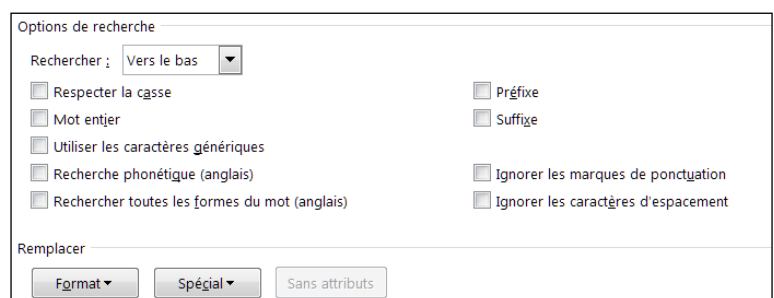 Options de recherche
Rechercher : Vers le bas
Respecter la casse
Préfixe
Mot entier
Suffixe
Utiliser les caractères génériques
Recherche phonétique (anglais)
Ignorer les marques de ponctuation
Rechercher toutes les formes du mot (anglais)
Ignorer les caractères d'espacement
Remplacer
Format
Spécial
Sans attributs